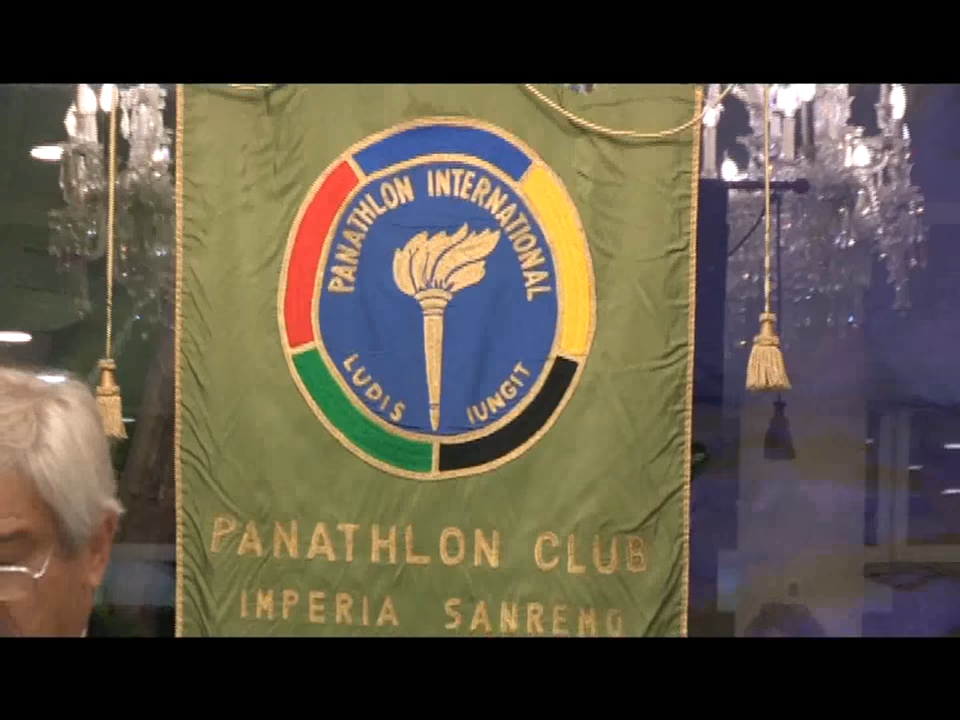 PANATHLON INTERNATIONAL
LUDIS IUNGIT
PANATHLON CLUB
IMPERIA SANREMO